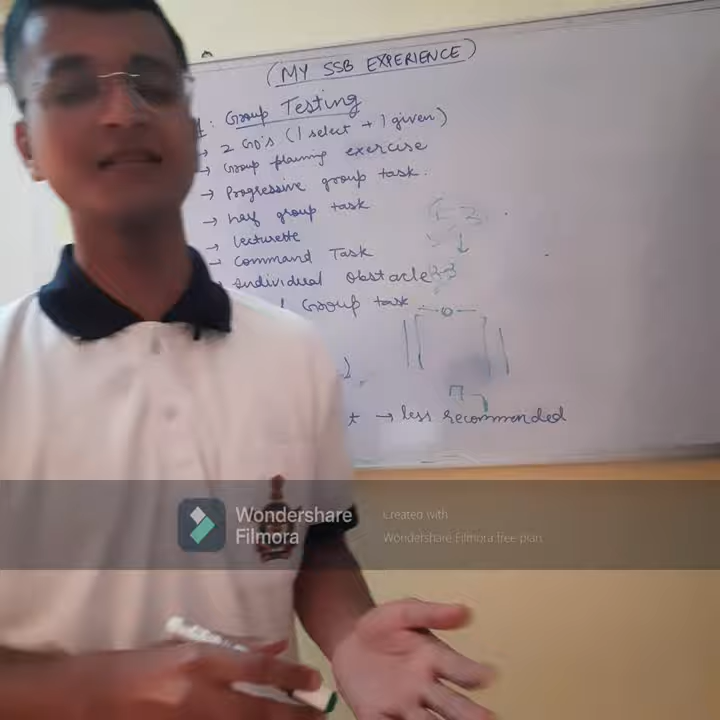 (MY SSB EXPERIENCE)
1: Group Testing
→ 2 GD's (1 select + 1 given)
→ Group planning exercise
→ Progressive group task.
→ half group task
→ lecturette
→ Command Task
Individual obstacle
Group task
→ less recommended
Wondershare
Filmora
Created with
Wondershare Filmora free plan